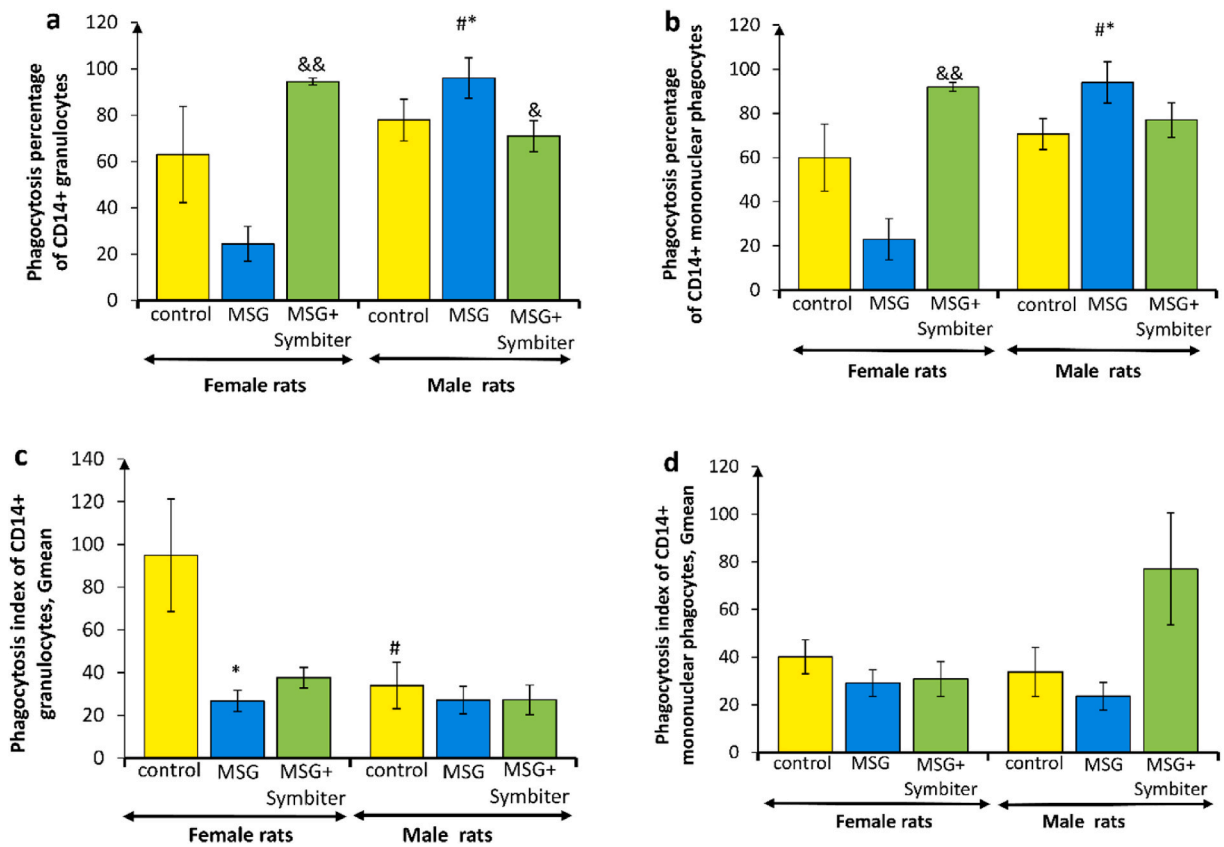 a
Phagocytosis percentage
of CD14+ granulocytes
120
100
80
60
40
20
0
&&
#*
&
control MSG MSG+
Symbiter
control MSG MSG+
Symbiter
Female rats
Male rats
b
Phagocytosis percentage
of CD14+ mononuclear phagocytes
120
100
80
60
40
20
0
&&
#*
control MSG MSG+
Symbiter
control MSG MSG+
Symbiter
Female rats
Male rats
c
Phagocytosis index of CD14+
granulocytes, Gmean
140
120
100
80
60
40
20
0
*
#
control MSG MSG+
Symbiter
control MSG MSG+
Symbiter
Female rats
Male rats
d
Phagocytosis index of CD14+
mononuclear phagocytes, Gmean
120
100
80
60
40
20
0
control MSG MSG+
Symbiter
control MSG MSG+
Symbiter
Female rats
Male rats